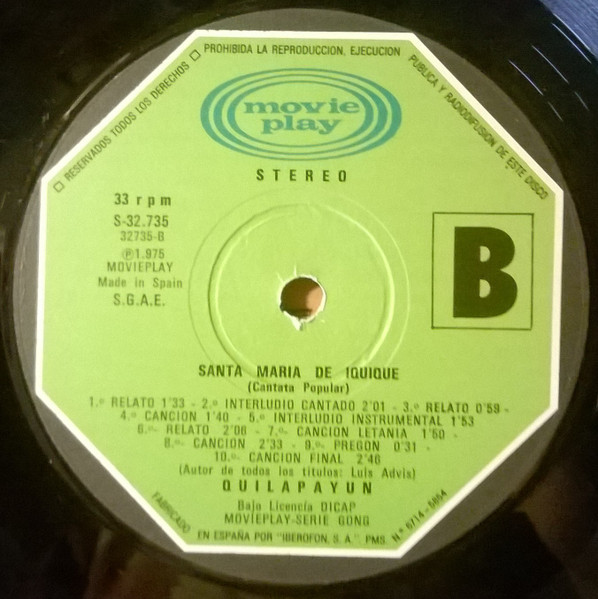 □ RESERVADOS TODOS LOS DERECHOS □ PROHIBIDA LA REPRODUCCION, EJECUCION PUBLICA Y RADIODIFUSION DE ESTE DISCO
movie
play
STEREO
33 rpm
S-32.735
32735-B
Ⓟ1.975
MOVIEPLAY
Made in Spain
S.G.A.E.
B
SANTA MARIA DE IQUIQUE
(Cantata Popular)
1.º RELATO 1'33 - 2.º INTERLUDIO CANTADO 2'01 - 3.º RELATO 0'59 -
4.º CANCION 1'40 - 5.º INTERLUDIO INSTRUMENTAL 1'53
6.º RELATO 2'06 - 7.º CANCION LETANIA 1'50 -
8.º CANCION 2'33 - 9.º PREGON 0'31 -
10.º CANCION FINAL 2'46
(Autor de todos los títulos: Luis Advis)
QUILAPAYUN
Bajo Licencia DICAP
MOVIEPLAY-SERIE GONG
FABRICADO EN ESPAÑA POR "IBEROFON, S. A." PMS. N.º 6714 - 5864